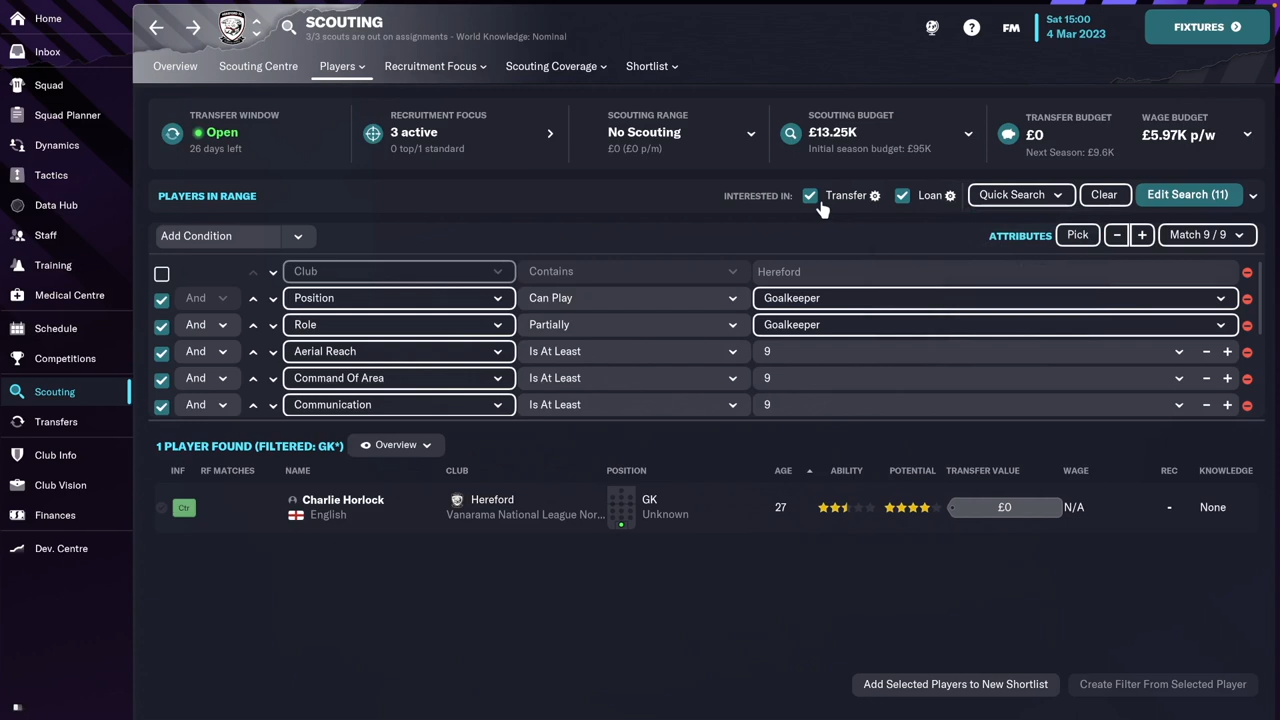 Home
Inbox
Squad
Squad Planner
Dynamics
Tactics
Data Hub
Staff
Training
Medical Centre
Schedule
Competitions
Scouting
Transfers
Club Info
Club Vision
Finances
Dev. Centre
SCOUTING
3/3 scouts are out on assignments - World Knowledge: Nominal
FM
Sat 15:00
4 Mar 2023
FIXTURES
Overview Scouting Centre Players Recruitment Focus Scouting Coverage Shortlist
TRANSFER WINDOW
Open
26 days left
RECRUITMENT FOCUS
3 active
0 top/1 standard
SCOUTING RANGE
No Scouting
£0 (£0 p/m)
SCOUTING BUDGET
£13.25K
Initial season budget: £95K
TRANSFER BUDGET
£0
Next Season: £9.6K
WAGE BUDGET
£5.97K p/w
PLAYERS IN RANGE INTERESTED IN: Transfer Loan Quick Search Clear Edit Search (11)
Add Condition ATTRIBUTES Pick − + Match 9 / 9
Club Contains Hereford
And Position Can Play Goalkeeper
And Role Partially Goalkeeper
And Aerial Reach Is At Least 9 − +
And Command Of Area Is At Least 9 − +
And Communication Is At Least 9 − +
1 PLAYER FOUND (FILTERED: GK*) Overview
INF RF MATCHES NAME CLUB POSITION AGE ABILITY POTENTIAL TRANSFER VALUE WAGE REC KNOWLEDGE
Ctr Charlie Horlock Hereford GK 27 £0 N/A - None
English Vanarama National League Nor... Unknown
Add Selected Players to New Shortlist Create Filter From Selected Player